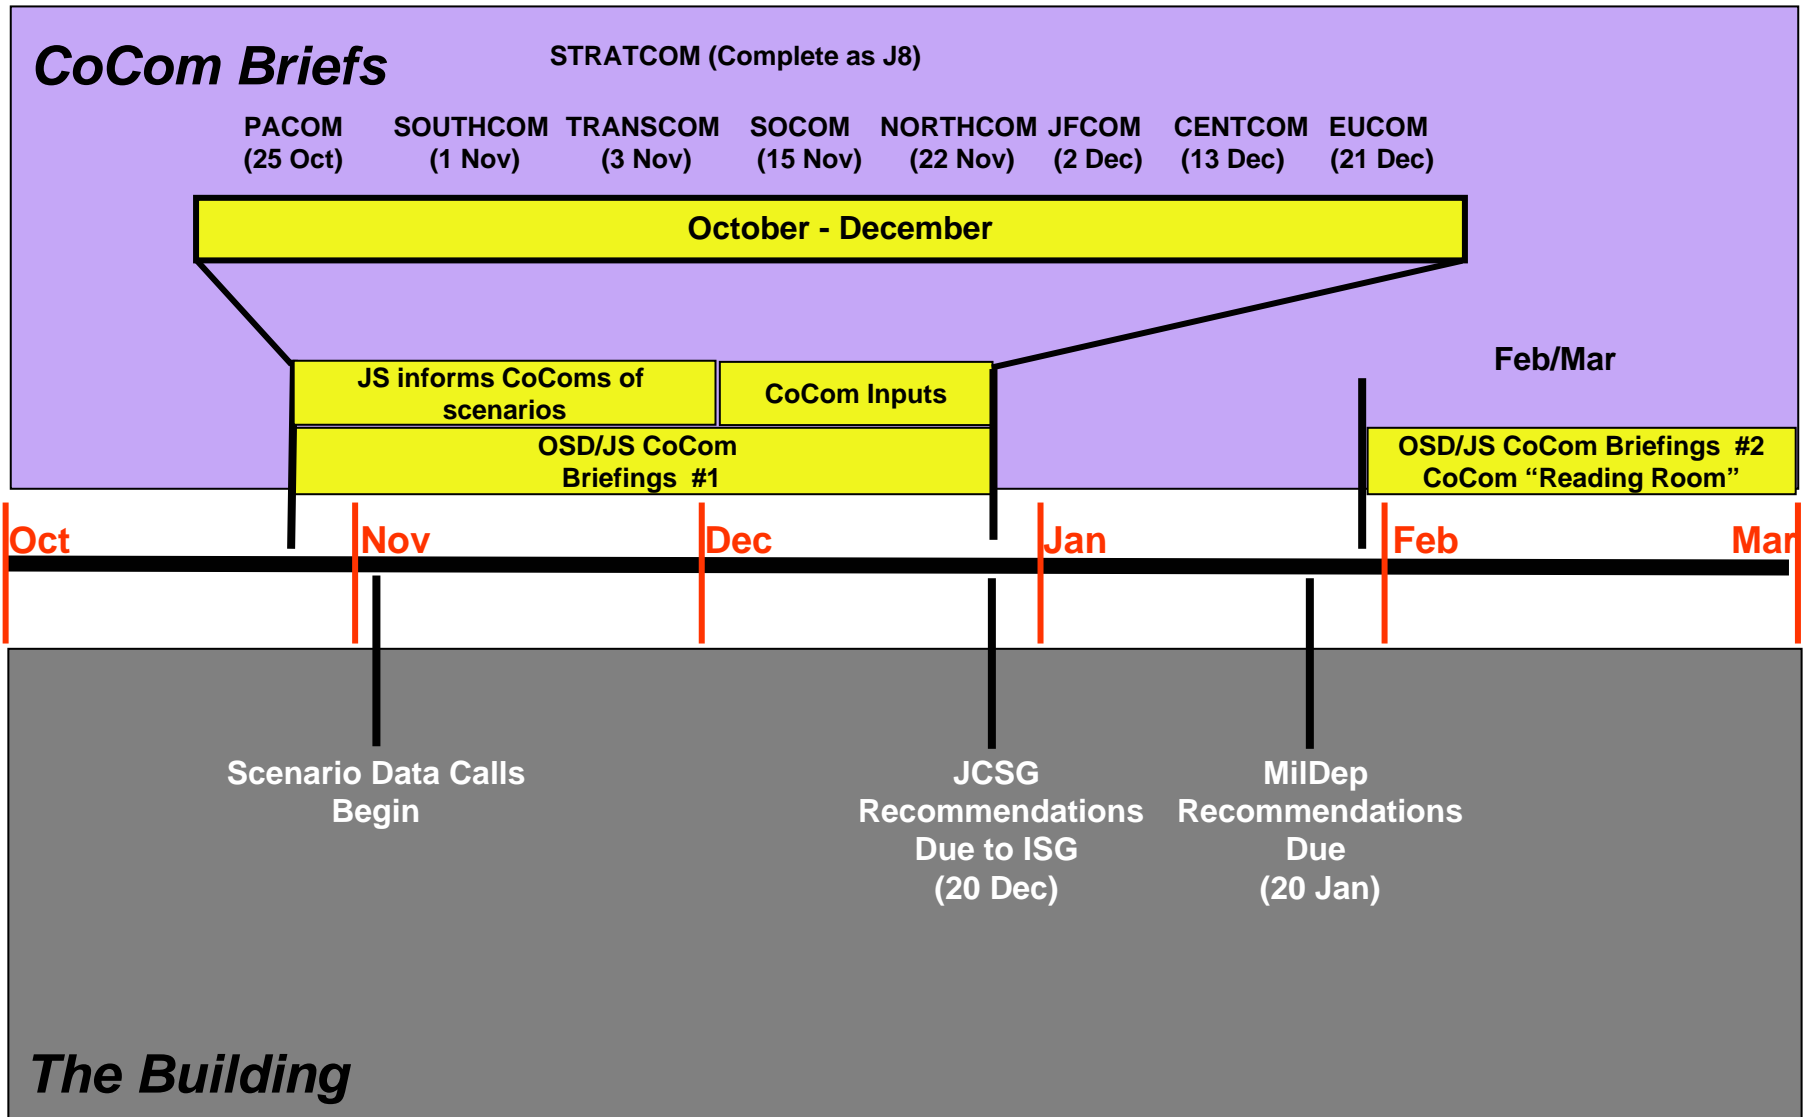 CoCom Briefs
STRATCOM (Complete as J8)
PACOM SOUTHCOM TRANSCOM SOCOM NORTHCOM JFCOM CENTCOM EUCOM
(25 Oct) (1 Nov) (3 Nov) (15 Nov) (22 Nov) (2 Dec) (13 Dec) (21 Dec)
October - December
Feb/Mar
JS informs CoComs of
scenarios
CoCom Inputs
OSD/JS CoCom
Briefings #1
OSD/JS CoCom Briefings #2
CoCom “Reading Room”
Oct Nov Dec Jan Feb Mar
Scenario Data Calls
Begin
JCSG
Recommendations
Due to ISG
(20 Dec)
MilDep
Recommendations
Due
(20 Jan)
The Building